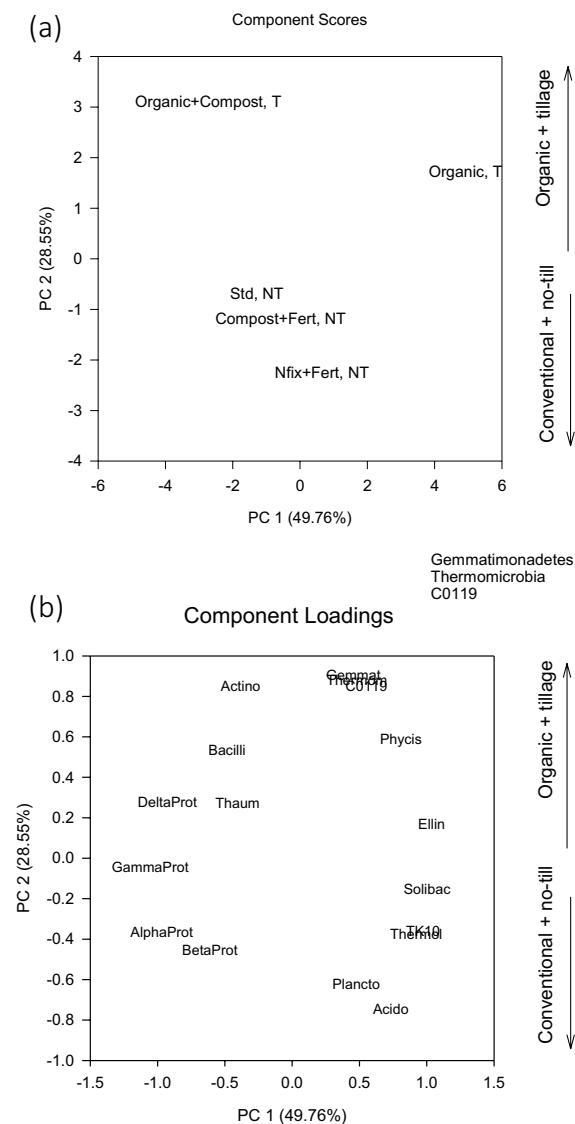 (a)
Component Scores
4
3
2
1
0
-1
-2
-3
-4
PC 2 (28.55%)
Organic+Compost, T
Organic, T
Std, NT
Compost+Fert, NT
Nfix+Fert, NT
-6 -4 -2 0 2 4 6
PC 1 (49.76%)
Organic + tillage
Conventional + no-till
Gemmatimonadetes
Thermomicrobia
C0119
(b)
Component Loadings
1.0
0.8
0.6
0.4
0.2
0.0
-0.2
-0.4
-0.6
-0.8
-1.0
PC 2 (28.55%)
Gemmat
Thermom
Actino C0119
Phycis
Bacilli
DeltaProt Thaum
Ellin
GammaProt
Solibac
AlphaProt TK10
Thermol
BetaProt
Plancto
Acido
-1.5 -1.0 -0.5 0.0 0.5 1.0 1.5
PC 1 (49.76%)
Organic + tillage
Conventional + no-till